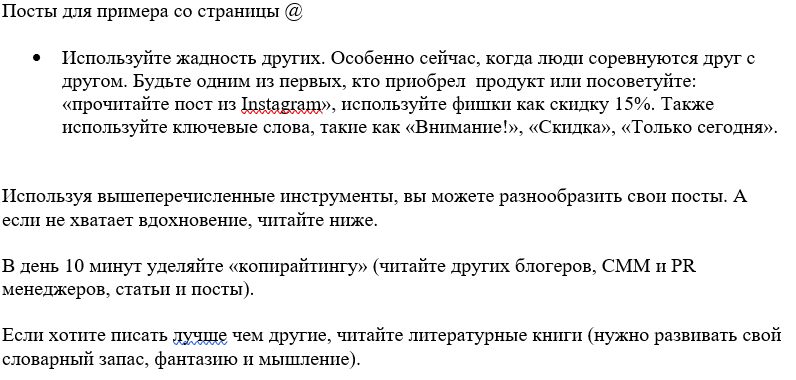 Посты для примера со страницы @
• Используйте жадность других. Особенно сейчас, когда люди соревнуются друг с
другом. Будьте одним из первых, кто приобрел  продукт или посоветуйте:
«прочитайте пост из Instagram», используйте фишки как скидку 15%. Также
используйте ключевые слова, такие как «Внимание!», «Скидка», «Только сегодня».
Используя вышеперечисленные инструменты, вы можете разнообразить свои посты. А
если не хватает вдохновение, читайте ниже.
В день 10 минут уделяйте «копирайтингу» (читайте других блогеров, СММ и PR
менеджеров, статьи и посты).
Если хотите писать лучше чем другие, читайте литературные книги (нужно развивать свой
словарный запас, фантазию и мышление).